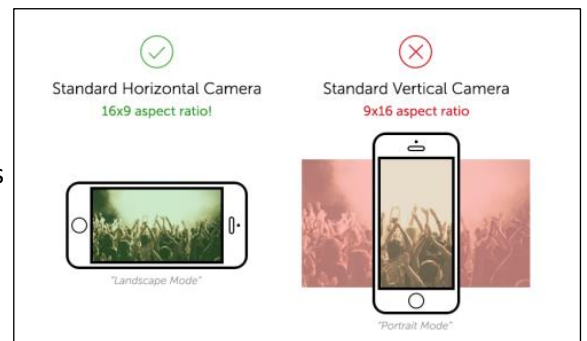 Standard Horizontal Camera
16x9 aspect ratio!
"Landscape Mode"
Standard Vertical Camera
9x16 aspect ratio
"Portrait Mode"
s